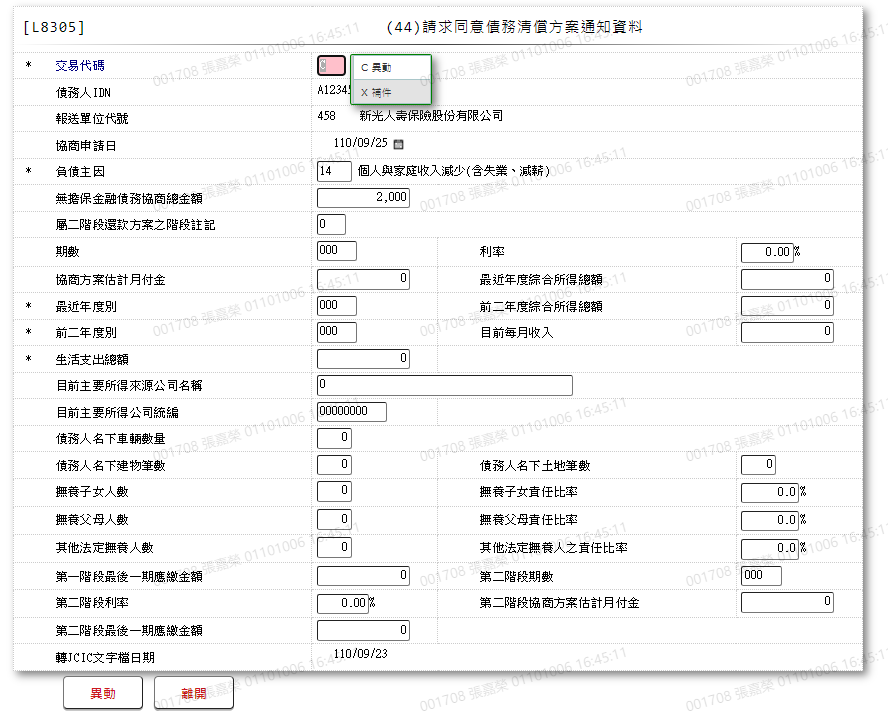 [L8305] (44)請求同意債務清償方案通知資料
* 交易代碼 C
C 異動
X 補件
債務人IDN A12345
報送單位代號 458 新光人壽保險股份有限公司
協商申請日 110/09/25
* 負債主因 14 個人與家庭收入減少(含失業、減薪)
無擔保金融債務協商總金額 2,000
屬二階段還款方案之階段註記 0
期數 000 利率 0.00 %
協商方案估計月付金 0 最近年度綜合所得總額 0
* 最近年度別 000 前二年度綜合所得總額 0
* 前二年度別 000 目前每月收入 0
* 生活支出總額 0
目前主要所得來源公司名稱 0
目前主要所得公司統編 00000000
債務人名下車輛數量 0
債務人名下建物筆數 0 債務人名下土地筆數 0
撫養子女人數 0 撫養子女責任比率 0.0 %
撫養父母人數 0 撫養父母責任比率 0.0 %
其他法定撫養人數 0 其他法定撫養人之責任比率 0.0 %
第一階段最後一期應繳金額 0 第二階段期數 000
第二階段利率 0.00 % 第二階段協商方案估計月付金 0
第二階段最後一期應繳金額 0
轉JCIC文字檔日期 110/09/23
異動 離開
001708 張嘉榮 01101006 16:45:11